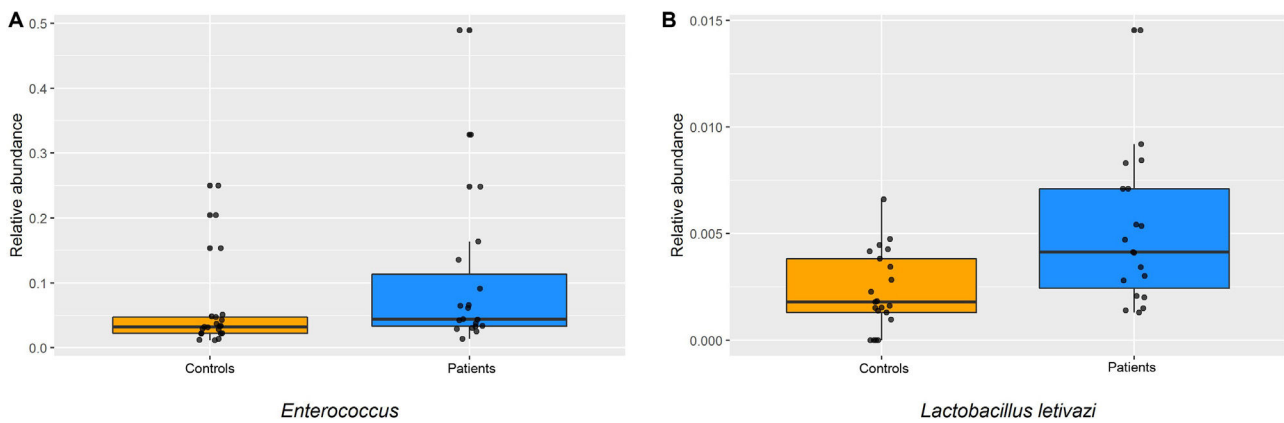 A
Relative abundance
0.5
0.4
0.3
0.2
0.1
0.0
Controls
Patients
Enterococcus
B
Relative abundance
0.015
0.010
0.005
0.000
Controls
Patients
Lactobacillus letivazi